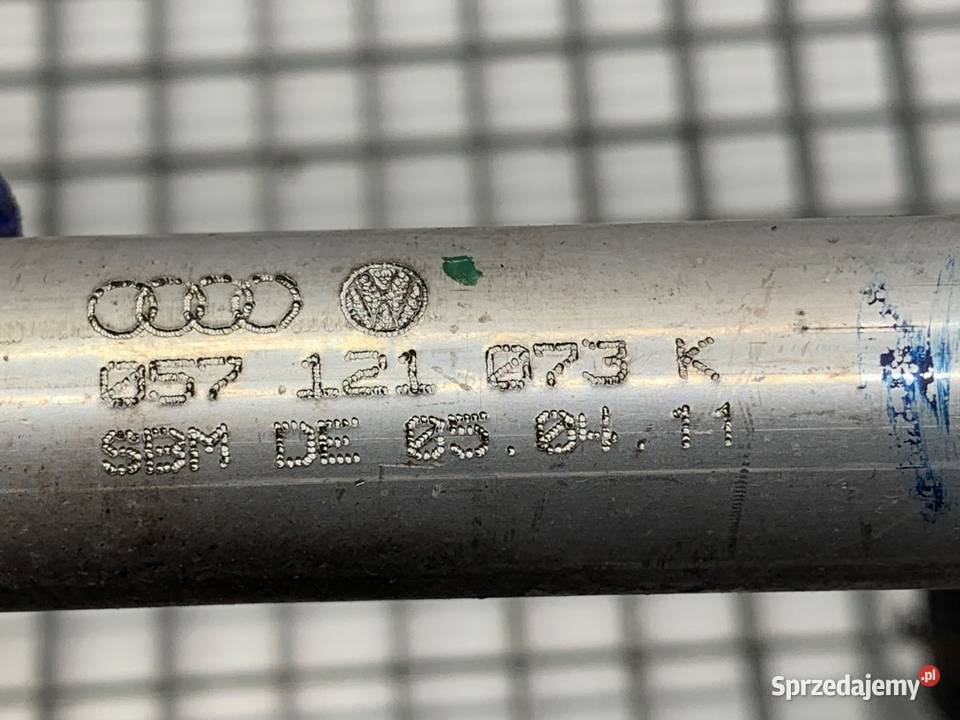 057 121 073 K
SBM DE 05.04.11
Sprzedajemy.pl